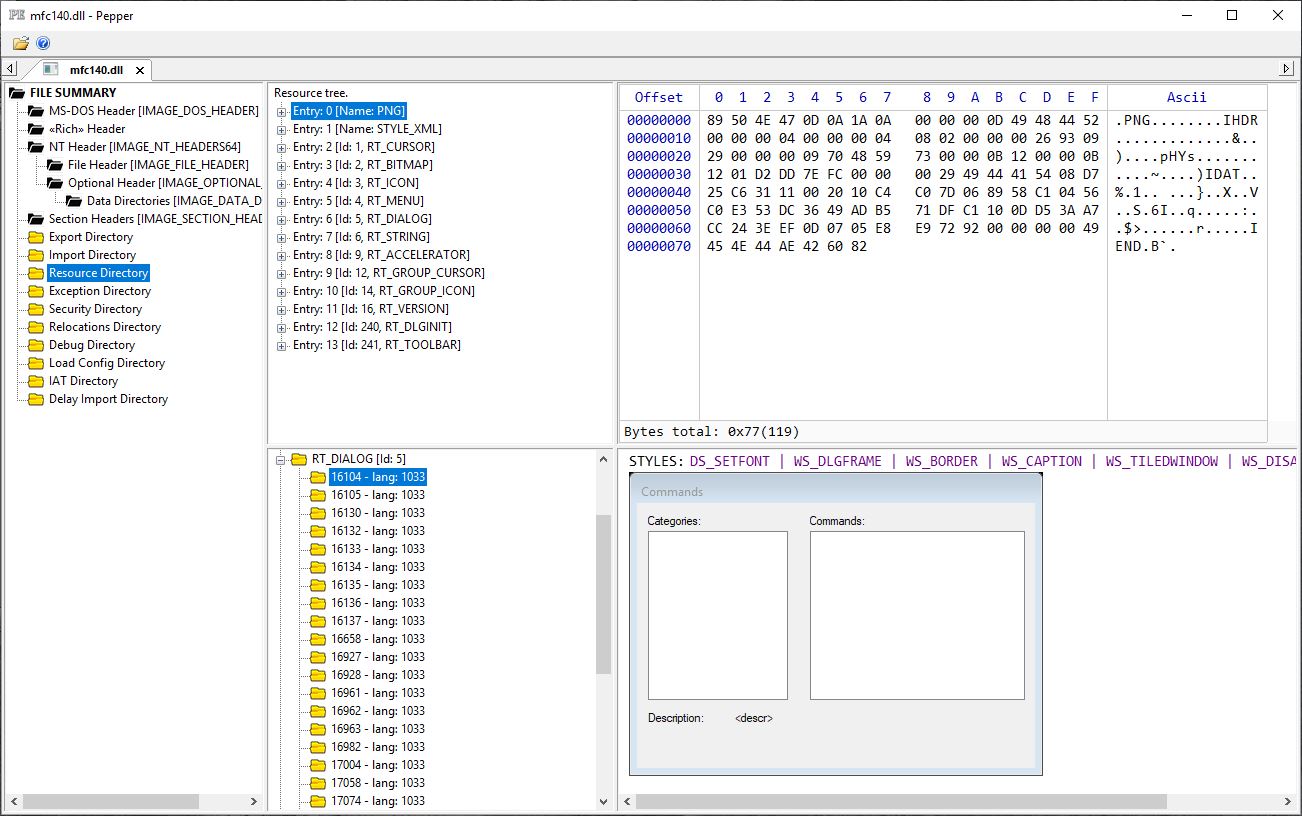 mfc140.dll - Pepper
mfc140.dll
FILE SUMMARY
MS-DOS Header [IMAGE_DOS_HEADER]
«Rich» Header
NT Header [IMAGE_NT_HEADERS64]
File Header [IMAGE_FILE_HEADER]
Optional Header [IMAGE_OPTIONAL_
Data Directories [IMAGE_DATA_D
Section Headers [IMAGE_SECTION_HEAD
Export Directory
Import Directory
Resource Directory
Exception Directory
Security Directory
Relocations Directory
Debug Directory
Load Config Directory
IAT Directory
Delay Import Directory
Resource tree.
Entry: 0 [Name: PNG]
Entry: 1 [Name: STYLE_XML]
Entry: 2 [Id: 1, RT_CURSOR]
Entry: 3 [Id: 2, RT_BITMAP]
Entry: 4 [Id: 3, RT_ICON]
Entry: 5 [Id: 4, RT_MENU]
Entry: 6 [Id: 5, RT_DIALOG]
Entry: 7 [Id: 6, RT_STRING]
Entry: 8 [Id: 9, RT_ACCELERATOR]
Entry: 9 [Id: 12, RT_GROUP_CURSOR]
Entry: 10 [Id: 14, RT_GROUP_ICON]
Entry: 11 [Id: 16, RT_VERSION]
Entry: 12 [Id: 240, RT_DLGINIT]
Entry: 13 [Id: 241, RT_TOOLBAR]
Offset 0 1 2 3 4 5 6 7 8 9 A B C D E F Ascii
00000000 89 50 4E 47 0D 0A 1A 0A 00 00 00 0D 49 48 44 52 .PNG........IHDR
00000010 00 00 00 04 00 00 00 04 08 02 00 00 00 26 93 09 .............&..
00000020 29 00 00 00 09 70 48 59 73 00 00 0B 12 00 00 0B )....pHYs.......
00000030 12 01 D2 DD 7E FC 00 00 00 29 49 44 41 54 08 D7 ....~....)IDAT..
00000040 25 C6 31 11 00 20 10 C4 C0 7D 06 89 58 C1 04 56 %.1.. ...}..X..V
00000050 C0 E3 53 DC 36 49 AD B5 71 DF C1 10 0D D5 3A A7 ..S.6I..q.....:.
00000060 CC 24 3E EF 0D 07 05 E8 E9 72 92 00 00 00 00 49 .$>......r.....I
00000070 45 4E 44 AE 42 60 82 END.B`.
Bytes total: 0x77(119)
RT_DIALOG [Id: 5]
16104 - lang: 1033
16105 - lang: 1033
16130 - lang: 1033
16132 - lang: 1033
16133 - lang: 1033
16134 - lang: 1033
16135 - lang: 1033
16136 - lang: 1033
16137 - lang: 1033
16658 - lang: 1033
16927 - lang: 1033
16928 - lang: 1033
16961 - lang: 1033
16962 - lang: 1033
16963 - lang: 1033
16982 - lang: 1033
17004 - lang: 1033
17058 - lang: 1033
17074 - lang: 1033
STYLES: DS_SETFONT | WS_DLGFRAME | WS_BORDER | WS_CAPTION | WS_TILEDWINDOW | WS_DISA
Commands
Categories: Commands:
Description: <descr>